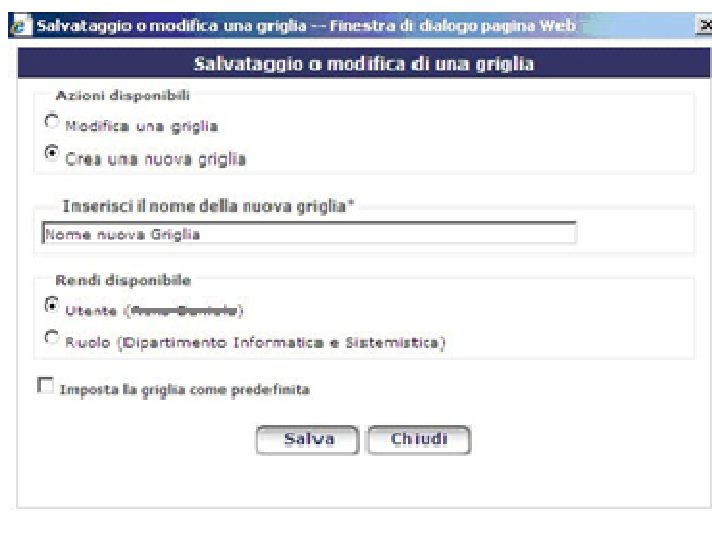 Salvataggio o modifica una griglia -- Finestra di dialogo pagina Web
Salvataggio o modifica di una griglia
Azioni disponibili
Modifica una griglia
Crea una nuova griglia
Inserisci il nome della nuova griglia*
Nome nuova Griglia
Rendi disponibile
Utente (
Ruolo (Dipartimento Informatica e Sistemistica)
Imposta la griglia come predefinita
Salva Chiudi